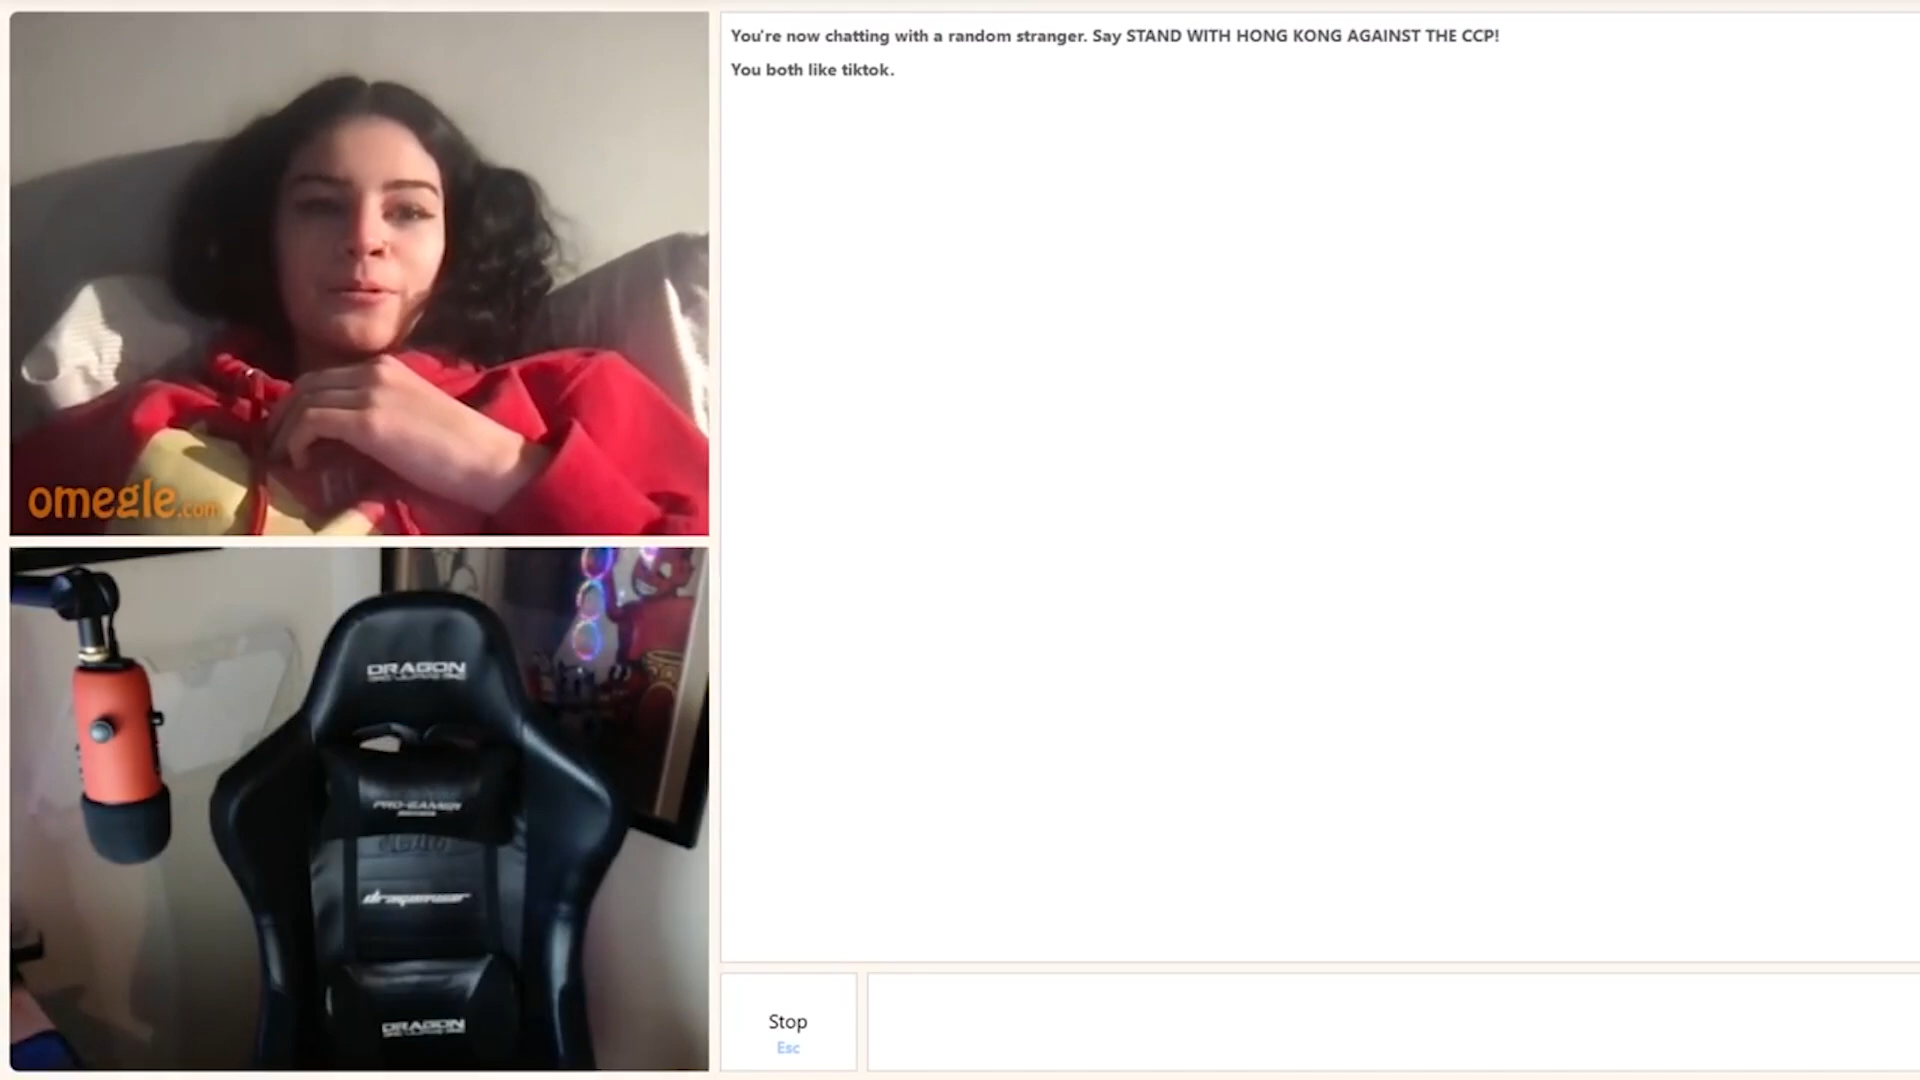 You're now chatting with a random stranger. Say STAND WITH HONG KONG AGAINST THE CCP!
You both like tiktok.
omegle.com
DRAGON
PRO-GAMER
dragonwar
DRAGON
Stop
Esc